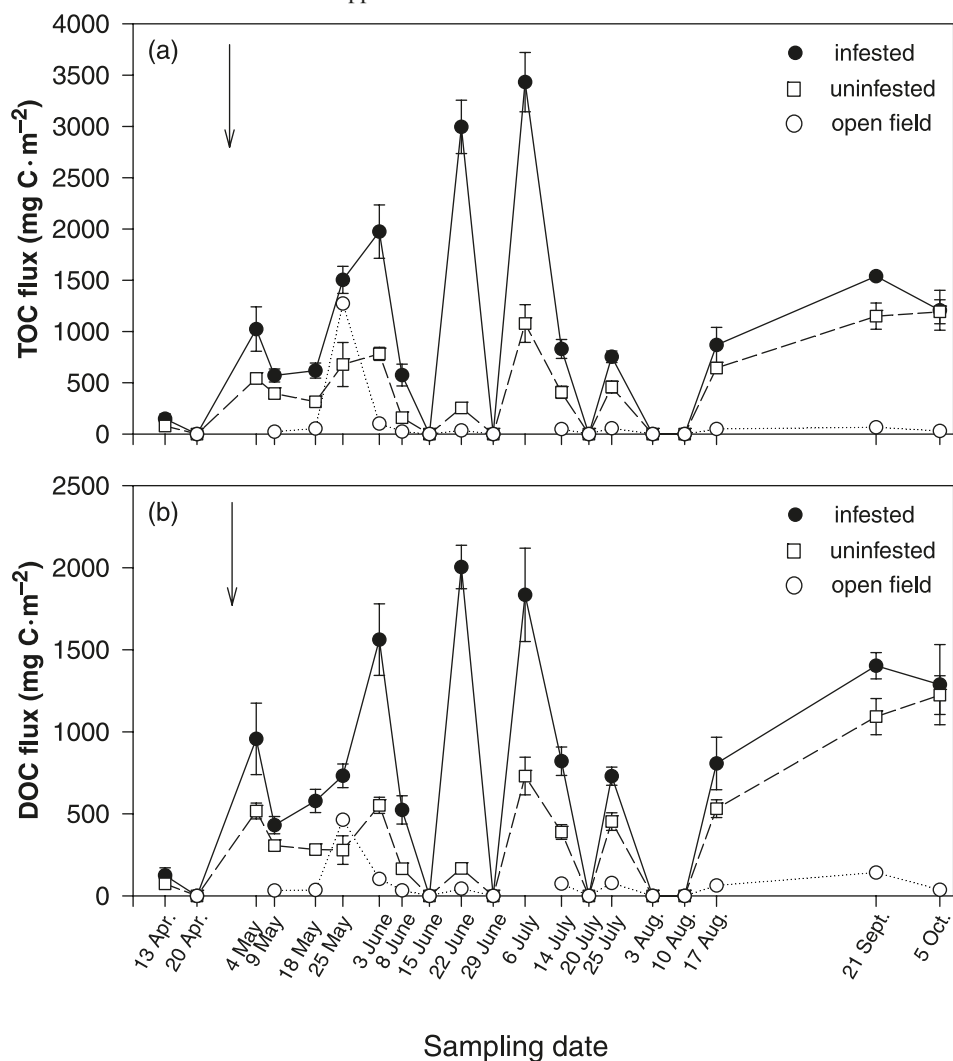 (a)
infested
uninfested
open field
TOC flux (mg C·m⁻²)
4000
3500
3000
2500
2000
1500
1000
500
0
(b)
infested
uninfested
open field
DOC flux (mg C·m⁻²)
2500
2000
1500
1000
500
0
13 Apr.
20 Apr.
4 May
9 May
18 May
25 May
3 June
8 June
15 June
22 June
29 June
6 July
14 July
20 July
25 July
3 Aug.
10 Aug.
17 Aug.
21 Sept.
5 Oct.
Sampling date